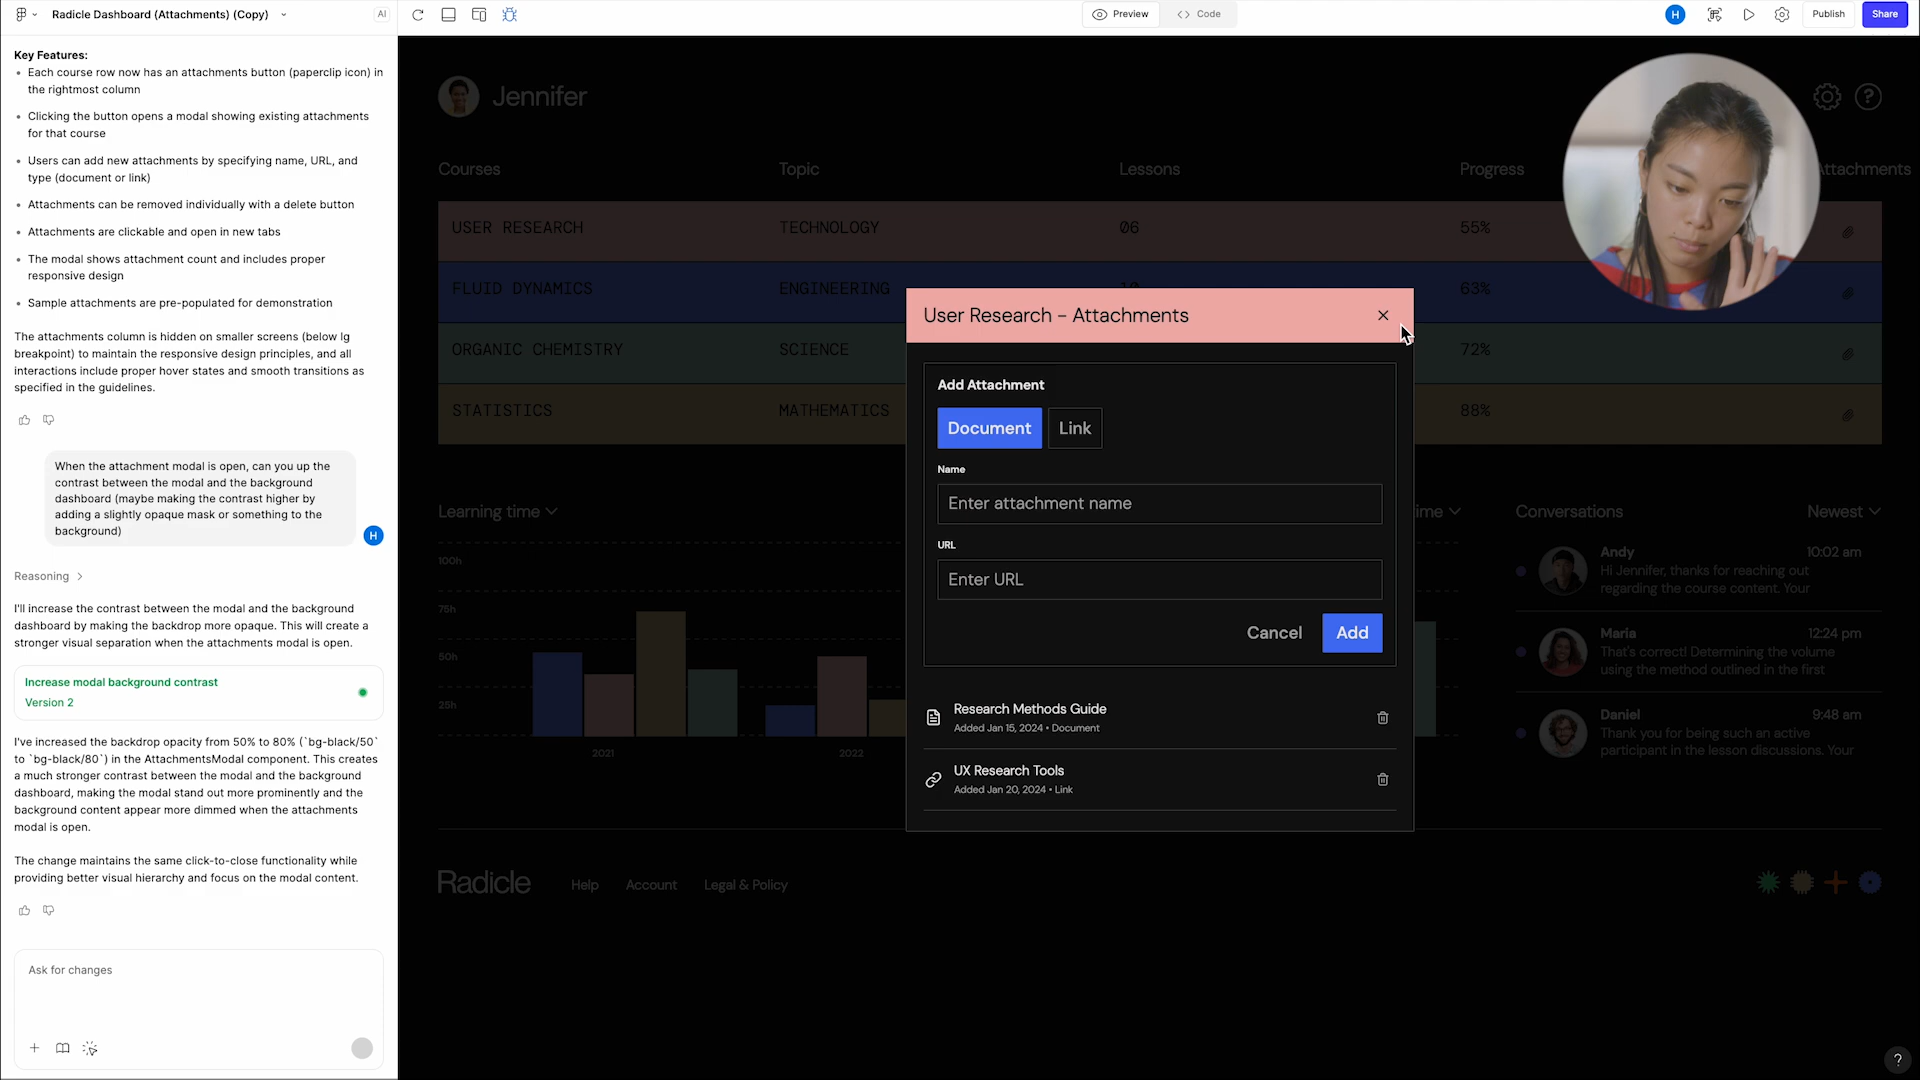 Radicle Dashboard (Attachments) (Copy)
AI
Preview
Code
H
Publish
Share
Key Features:
Each course row now has an attachments button (paperclip icon) in
the rightmost column
Clicking the button opens a modal showing existing attachments
for that course
Users can add new attachments by specifying name, URL, and
type (document or link)
Attachments can be removed individually with a delete button
Attachments are clickable and open in new tabs
The modal shows attachment count and includes proper
responsive design
Sample attachments are pre-populated for demonstration
The attachments column is hidden on smaller screens (below lg
breakpoint) to maintain the responsive design principles, and all
interactions include proper hover states and smooth transitions as
specified in the guidelines.
When the attachment modal is open, can you up the
contrast between the modal and the background
dashboard (maybe making the contrast higher by
adding a slightly opaque mask or something to the
background)
H
Reasoning
I'll increase the contrast between the modal and the background
dashboard by making the backdrop more opaque. This will create a
stronger visual separation when the attachments modal is open.
Increase modal background contrast
Version 2
I've increased the backdrop opacity from 50% to 80% (`bg-black/50`
to `bg-black/80`) in the AttachmentsModal component. This creates
a much stronger contrast between the modal and the background
dashboard, making the modal stand out more prominently and the
background content appear more dimmed when the attachments
modal is open.
The change maintains the same click-to-close functionality while
providing better visual hierarchy and focus on the modal content.
Ask for changes
Jennifer
?
Courses Topic Lessons Progress Attachments
USER RESEARCH TECHNOLOGY 06 55%
FLUID DYNAMICS ENGINEERING 63%
ORGANIC CHEMISTRY SCIENCE 72%
STATISTICS MATHEMATICS 88%
User Research – Attachments
Add Attachment
Document
Link
Name
Enter attachment name
URL
Enter URL
Cancel
Add
Research Methods Guide
Added Jan 15, 2024 • Document
UX Research Tools
Added Jan 20, 2024 • Link
Learning time
100h
75h
50h
25h
2021
2022
ime
Conversations
Newest
Andy 10:02 am
Hi Jennifer, thanks for reaching out
regarding the course content. Your
Maria 12:24 pm
That's correct! Determining the volume
using the method outlined in the first
Daniel 9:48 am
Thank you for being such an active
participant in the lesson discussions. Your
Radicle
Help
Account
Legal & Policy
?